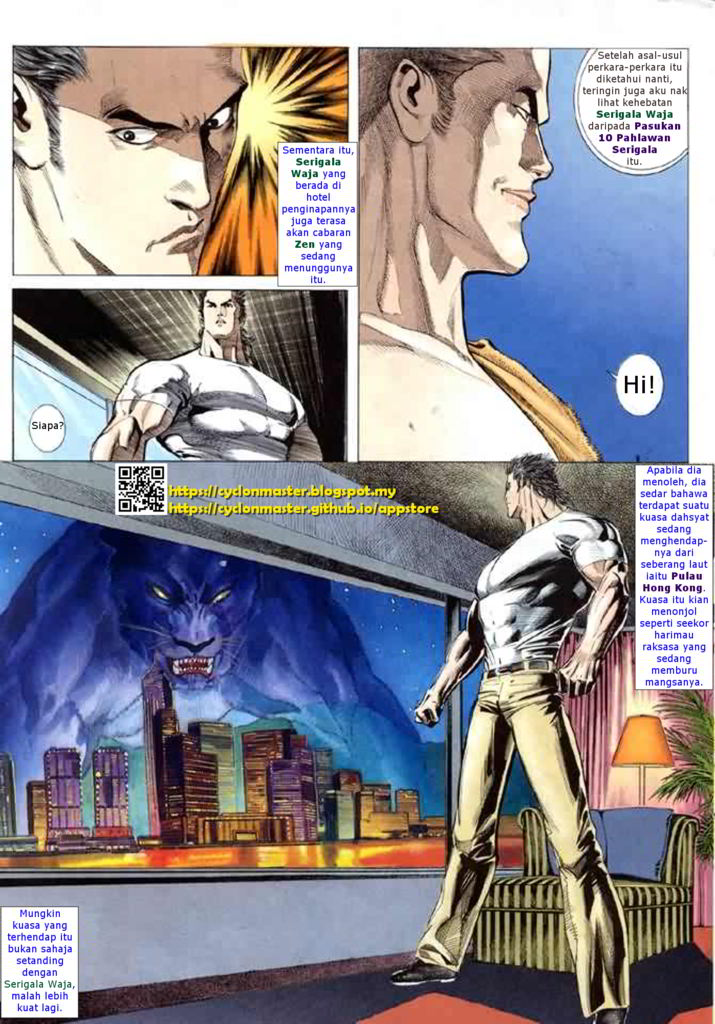 Setelah asal-usul
perkara-perkara itu
diketahui nanti,
teringin juga aku nak
lihat kehebatan
Serigala Waja
daripada Pasukan
10 Pahlawan
Serigala
itu.
Sementara itu,
Serigala
Waja yang
berada di
hotel
penginapannya
juga terasa
akan cabaran
Zen yang
sedang
menunggunya
itu.
Hi!
Siapa?
https://cyclonmaster.blogspot.my
https://cyclonmaster.github.io/appstore
Apabila dia
menoleh, dia
sedar bahawa
terdapat suatu
kuasa dahsyat
menghendap-
nya dari
seberang laut
iaitu Pulau
Hong Kong.
Kuasa itu kian
menonjol
seperti seekor
harimau
raksasa yang
sedang
memburu
mangsanya.
Mungkin
kuasa yang
terhendap itu
bukan sahaja
setanding
dengan
Serigala Waja,
malah lebih
kuat lagi.